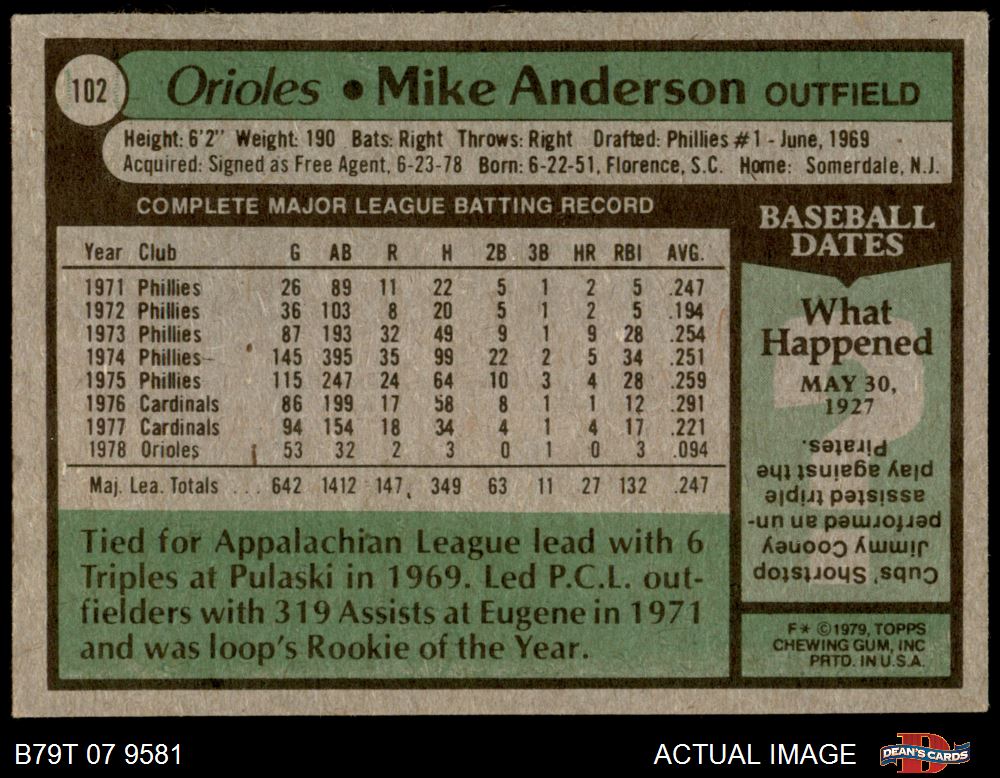 102
Orioles • Mike Anderson OUTFIELD
Height: 6'2" Weight: 190 Bats: Right Throws: Right Drafted: Phillies #1 - June, 1969
Acquired: Signed as Free Agent, 6-23-78 Born: 6-22-51, Florence, S.C. Home: Somerdale, N.J.
COMPLETE MAJOR LEAGUE BATTING RECORD
Year Club G AB R H 2B 3B HR RBI AVG.
1971 Phillies 26 89 11 22 5 1 2 5 .247
1972 Phillies 36 103 8 20 5 1 2 5 .194
1973 Phillies 87 193 32 49 9 1 9 28 .254
1974 Phillies 145 395 35 99 22 2 5 34 .251
1975 Phillies 115 247 24 64 10 3 4 28 .259
1976 Cardinals 86 199 17 58 8 1 1 12 .291
1977 Cardinals 94 154 18 34 4 1 4 17 .221
1978 Orioles 53 32 2 3 0 1 0 3 .094
Maj. Lea. Totals ... 642 1412 147 349 63 11 27 132 .247
Tied for Appalachian League lead with 6
Triples at Pulaski in 1969. Led P.C.L. out-
fielders with 319 Assists at Eugene in 1971
and was loop's Rookie of the Year.
BASEBALL
DATES
What
Happened
MAY 30,
1927
Cubs' Shortstop
Jimmy Cooney
performed an un-
assisted triple
play against the
Pirates.
F* ©1979, TOPPS
CHEWING GUM, INC
PRTD. IN U.S.A.
B79T 07 9581
ACTUAL IMAGE
DEAN'S CARDS